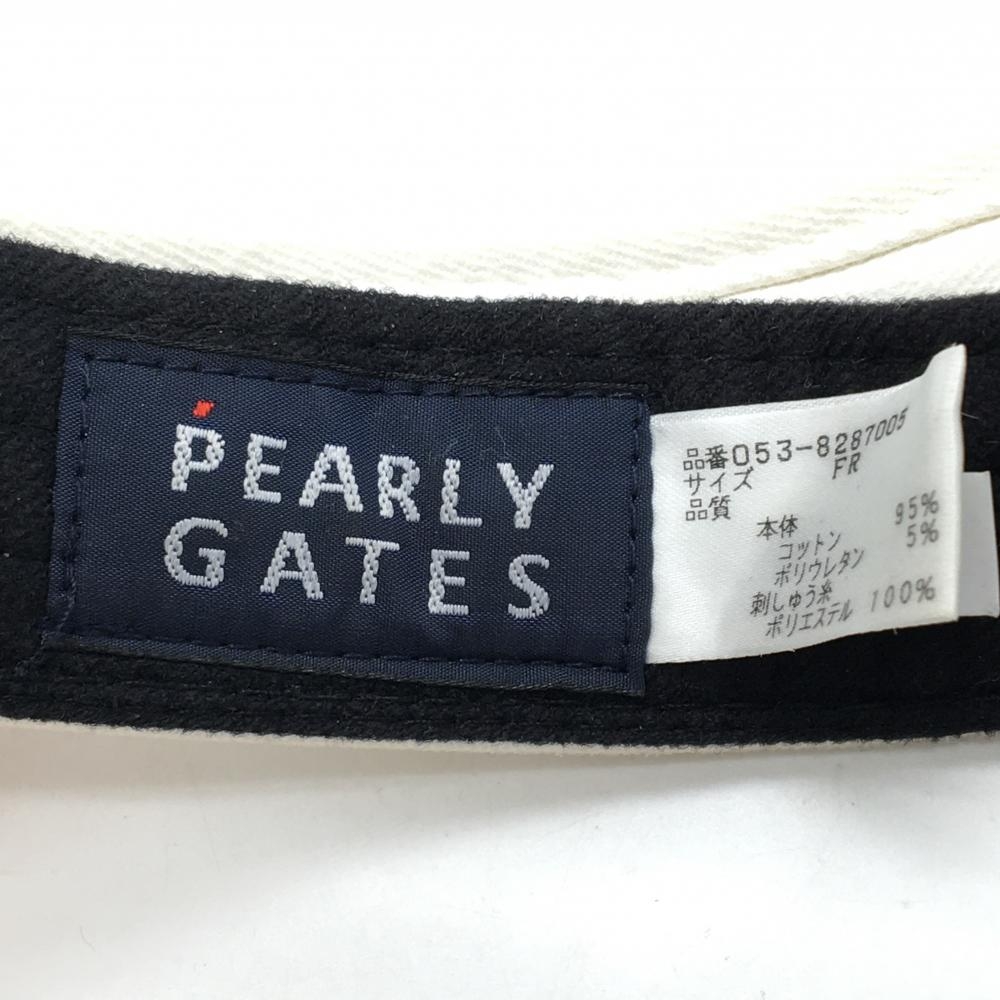 PEARLY
GATES
品番053-8287005
サイズ FR
品質
本体
コットン 95%
ポリウレタン 5%
刺しゅう糸
ポリエステル 100%